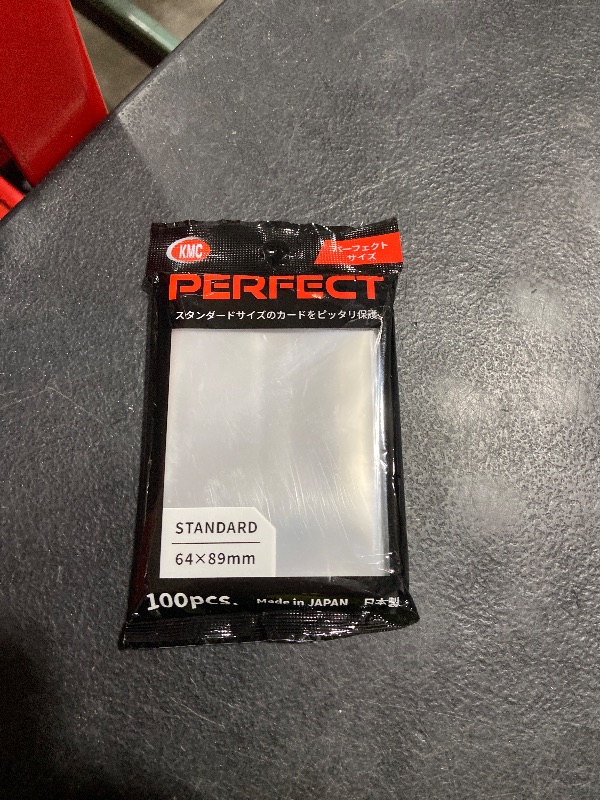 KMC
パーフェクト
サイズ
PERFECT
スタンダードサイズのカードをピッタリ保護
STANDARD
64×89mm
100pcs. Made in JAPAN 日本製